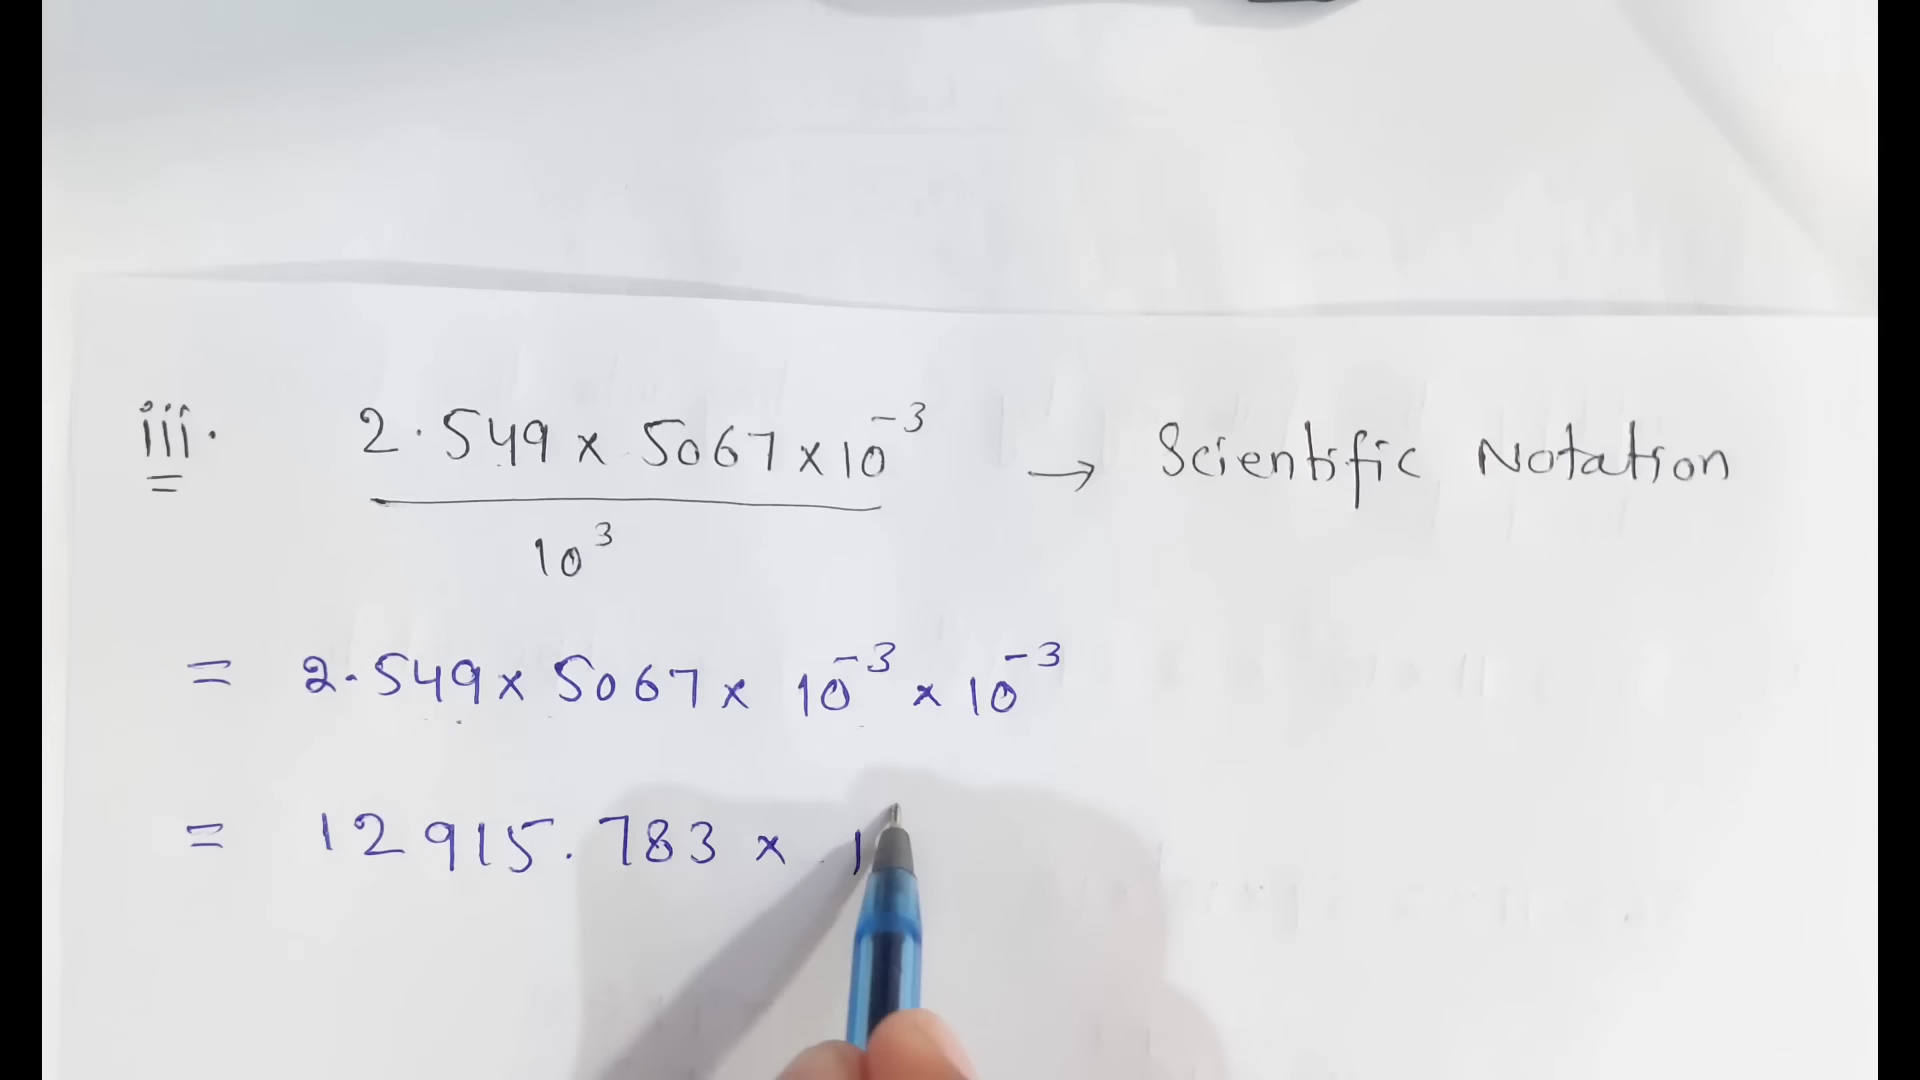 iii. 2.549 x 5067 x 10⁻³ → Scientific Notation
10³
= 2.549 x 5067 x 10⁻³ x 10⁻³
= 12915.783 x 1